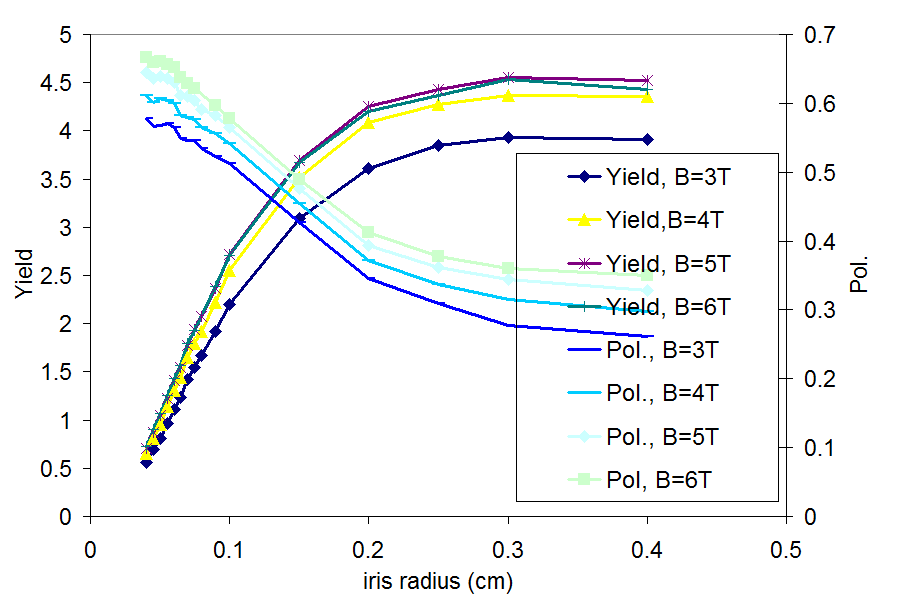 5
4.5
4
3.5
3
2.5
2
1.5
1
0.5
0
Yield
0.7
0.6
0.5
0.4
0.3
0.2
0.1
0
Pol.
Yield, B=3T
Yield,B=4T
Yield, B=5T
Yield, B=6T
Pol., B=3T
Pol., B=4T
Pol., B=5T
Pol, B=6T
0 0.1 0.2 0.3 0.4 0.5
iris radius (cm)